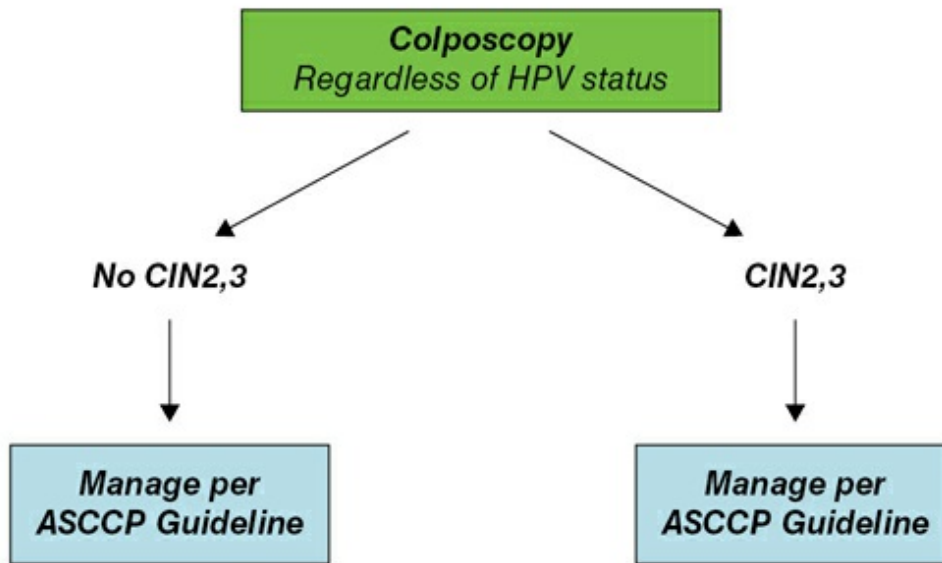 Colposcopy
Regardless of HPV status
No CIN2,3
CIN2,3
Manage per
ASCCP Guideline
Manage per
ASCCP Guideline